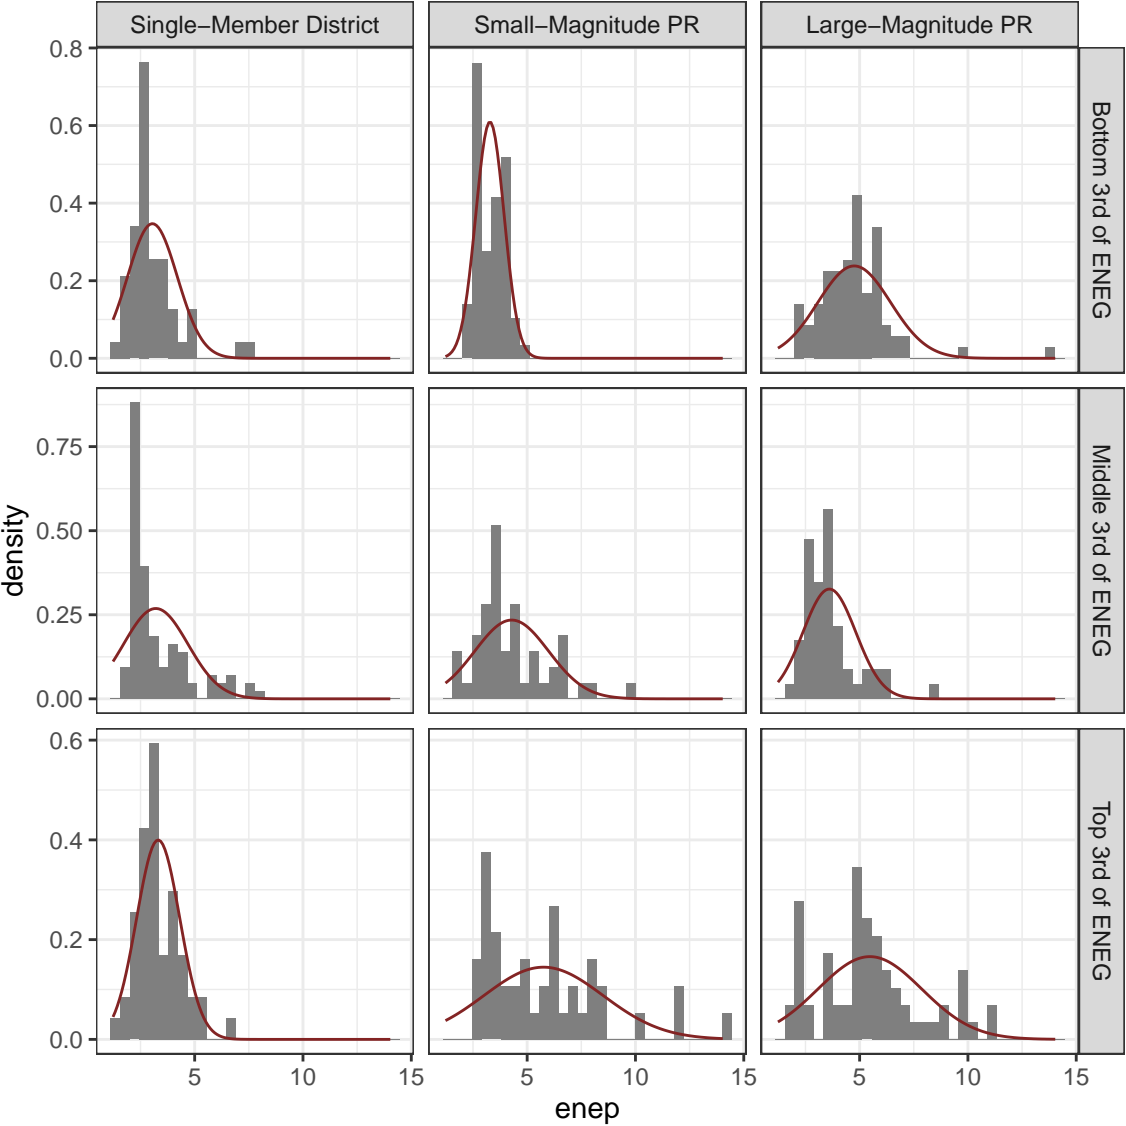 Single−Member District
Small−Magnitude PR
Large−Magnitude PR
0.8
0.6
0.4
0.2
0.0
Bottom 3rd of ENEG
0.75
0.50
0.25
0.00
Middle 3rd of ENEG
density
0.6
0.4
0.2
0.0
Top 3rd of ENEG
5 10 15 5 10 15 5 10 15
enep